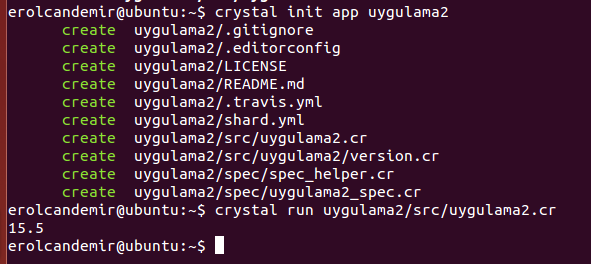 erolcandemir@ubuntu:~$ crystal init app uygulama2
create uygulama2/.gitignore
create uygulama2/.editorconfig
create uygulama2/LICENSE
create uygulama2/README.md
create uygulama2/.travis.yml
create uygulama2/shard.yml
create uygulama2/src/uygulama2.cr
create uygulama2/src/uygulama2/version.cr
create uygulama2/spec/spec_helper.cr
create uygulama2/spec/uygulama2_spec.cr
erolcandemir@ubuntu:~$ crystal run uygulama2/src/uygulama2.cr
15.5
erolcandemir@ubuntu:~$